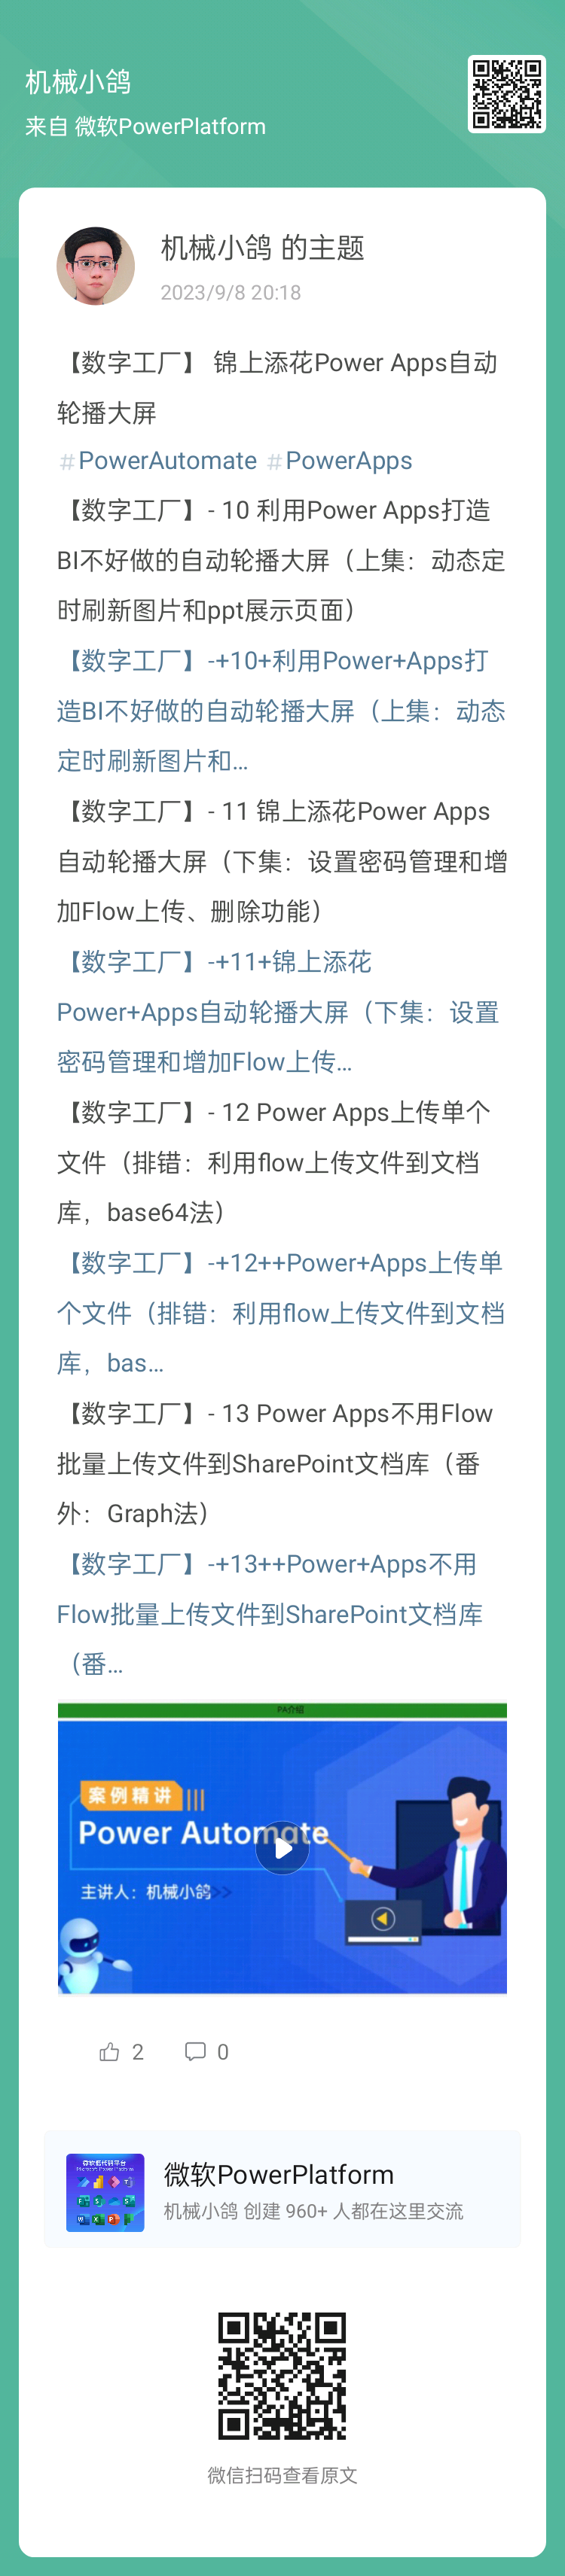 机械小鸽
来自 微软PowerPlatform
机械小鸽 的主题
2023/9/8 20:18
【数字工厂】 锦上添花Power Apps自动
轮播大屏
#PowerAutomate #PowerApps
【数字工厂】- 10 利用Power Apps打造
BI不好做的自动轮播大屏（上集：动态定
时刷新图片和ppt展示页面）
【数字工厂】-+10+利用Power+Apps打
造BI不好做的自动轮播大屏（上集：动态
定时刷新图片和...
【数字工厂】- 11 锦上添花Power Apps
自动轮播大屏（下集：设置密码管理和增
加Flow上传、删除功能）
【数字工厂】-+11+锦上添花
Power+Apps自动轮播大屏（下集：设置
密码管理和增加Flow上传...
【数字工厂】- 12 Power Apps上传单个
文件（排错：利用flow上传文件到文档
库，base64法）
【数字工厂】-+12++Power+Apps上传单
个文件（排错：利用flow上传文件到文档
库，bas...
【数字工厂】- 13 Power Apps不用Flow
批量上传文件到SharePoint文档库（番
外：Graph法）
【数字工厂】-+13++Power+Apps不用
Flow批量上传文件到SharePoint文档库
（番...
PA介绍
案例精讲
Power Automate
主讲人：机械小鸽
2 0
微软低代码平台
Microsoft Power Platform
微软PowerPlatform
机械小鸽 创建 960+ 人都在这里交流
微信扫码查看原文